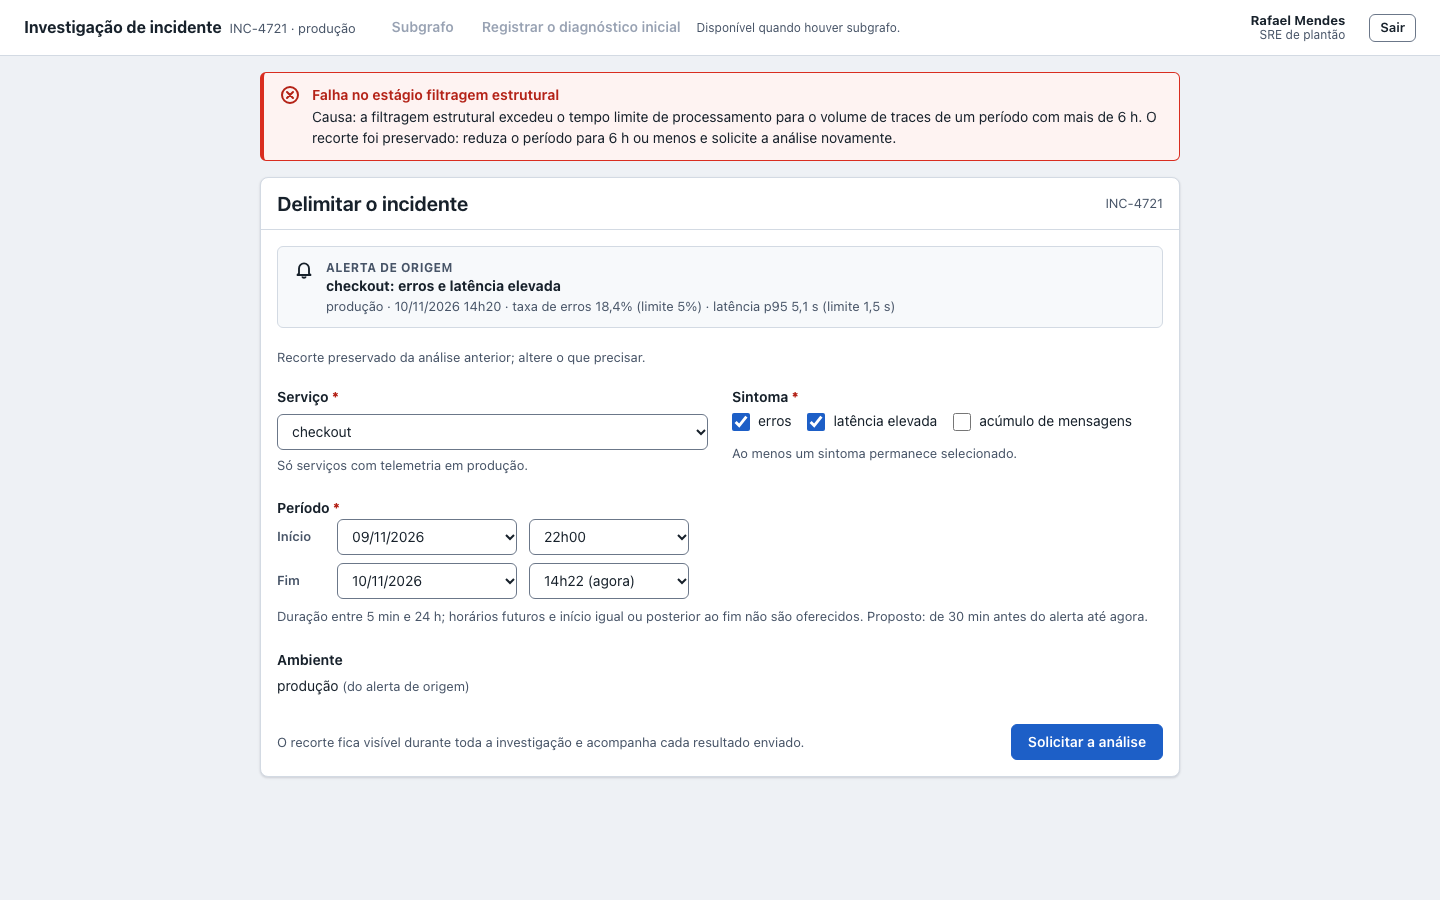 Investigação de incidente INC-4721 · produção Subgrafo Registrar o diagnóstico inicial Disponível quando houver subgrafo.
Rafael Mendes
SRE de plantão
Sair
Falha no estágio filtragem estrutural
Causa: a filtragem estrutural excedeu o tempo limite de processamento para o volume de traces de um período com mais de 6 h. O
recorte foi preservado: reduza o período para 6 h ou menos e solicite a análise novamente.
Delimitar o incidente
INC-4721
ALERTA DE ORIGEM
checkout: erros e latência elevada
produção · 10/11/2026 14h20 · taxa de erros 18,4% (limite 5%) · latência p95 5,1 s (limite 1,5 s)
Recorte preservado da análise anterior; altere o que precisar.
Serviço *
checkout
Só serviços com telemetria em produção.
Sintoma *
erros latência elevada acúmulo de mensagens
Ao menos um sintoma permanece selecionado.
Período *
Início 09/11/2026 22h00
Fim 10/11/2026 14h22 (agora)
Duração entre 5 min e 24 h; horários futuros e início igual ou posterior ao fim não são oferecidos. Proposto: de 30 min antes do alerta até agora.
Ambiente
produção (do alerta de origem)
O recorte fica visível durante toda a investigação e acompanha cada resultado enviado.
Solicitar a análise